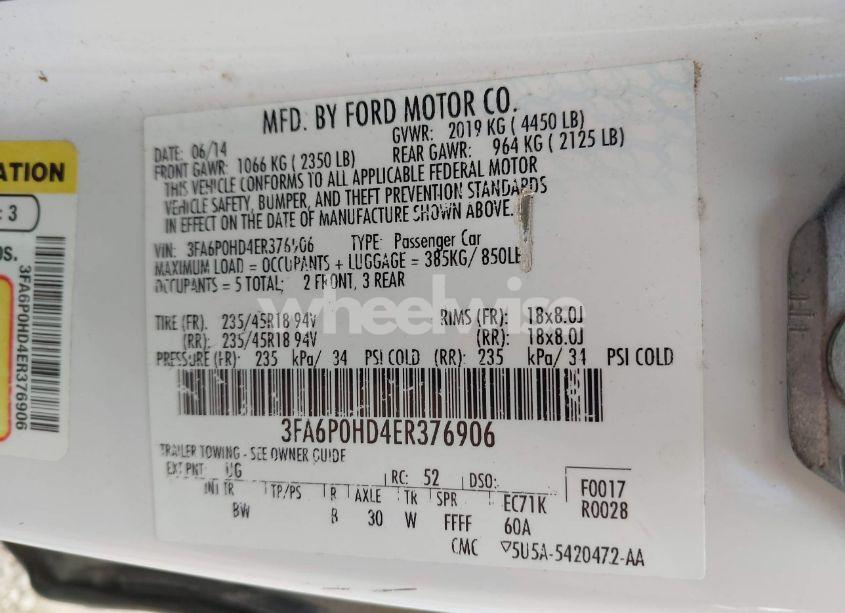 MFD. BY FORD MOTOR CO.
DATE: 06/14 GVWR: 2019 KG ( 4450 LB)
FRONT GAWR: 1066 KG ( 2350 LB) REAR GAWR: 964 KG ( 2125 LB)
THIS VEHICLE CONFORMS TO ALL APPLICABLE FEDERAL MOTOR
VEHICLE SAFETY, BUMPER, AND THEFT PREVENTION STANDARDS
IN EFFECT ON THE DATE OF MANUFACTURE SHOWN ABOVE.
VIN: 3FA6P0HD4ER376906 TYPE: Passenger Car
MAXIMUM LOAD = OCCUPANTS + LUGGAGE = 385KG/ 850LB
OCCUPANTS = 5 TOTAL; 2 FRONT, 3 REAR
wheelwise
TIRE (FR): 235/45R18 94V RIMS (FR): 18x8.0J
(RR): 235/45R18 94V (RR): 18x8.0J
PRESSURE (FR): 235 kPa/ 34 PSI COLD (RR): 235 kPa/ 34 PSI COLD
3FA6P0HD4ER376906
TRAILER TOWING - SEE OWNER GUIDE
EXT PNT: UG RC: 52 DSO: F0017
INT TR TP/PS R AXLE TR SPR EC71K R0028
BW B 30 W FFFF 60A
CMC ▽5U5A-5420472-AA
ATION
: 3
OS.
3FA6P0HD4ER376906